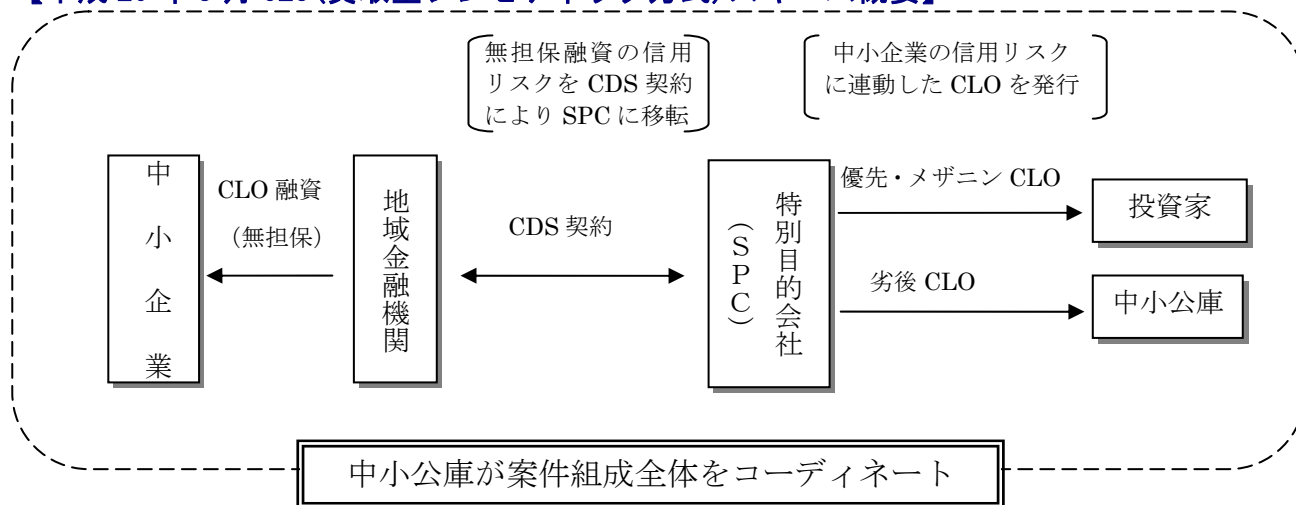 無担保融資の信用
リスクを CDS 契約
により SPC に移転
中小企業の信用リスク
に連動した CLO を発行
中小企業
CLO 融資
（無担保）
地域金融機関
CDS 契約
特別目的会社
（SPC）
優先・メザニン CLO
投資家
劣後 CLO
中小公庫
中小公庫が案件組成全体をコーディネート